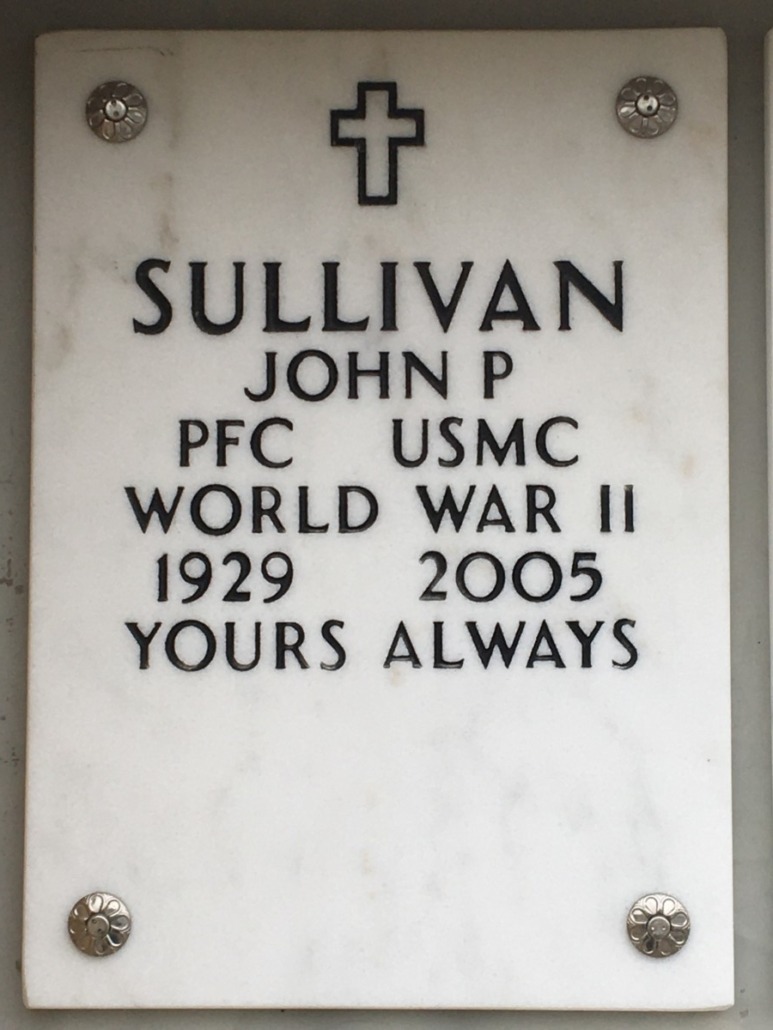 SULLIVAN
JOHN P
PFC USMC
WORLD WAR II
1929 2005
YOURS ALWAYS